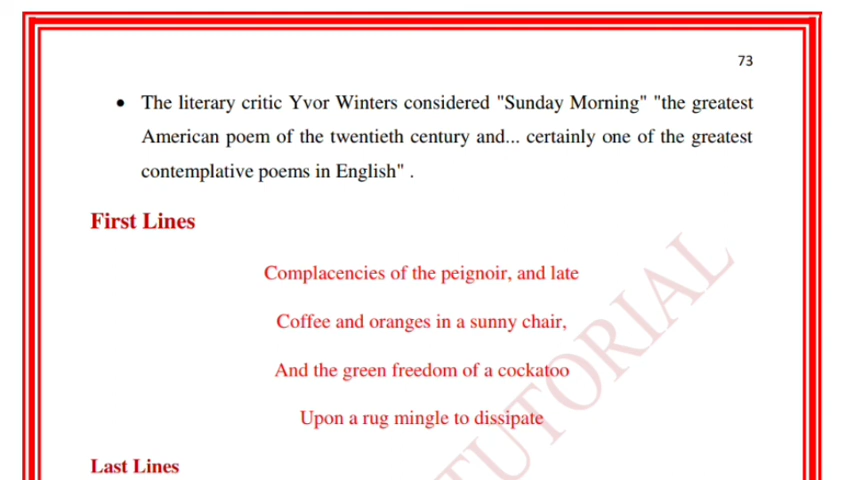 73
• The literary critic Yvor Winters considered "Sunday Morning" "the greatest
American poem of the twentieth century and... certainly one of the greatest
contemplative poems in English" .
First Lines
Complacencies of the peignoir, and late
Coffee and oranges in a sunny chair,
And the green freedom of a cockatoo
Upon a rug mingle to dissipate
TUTORIAL
Last Lines